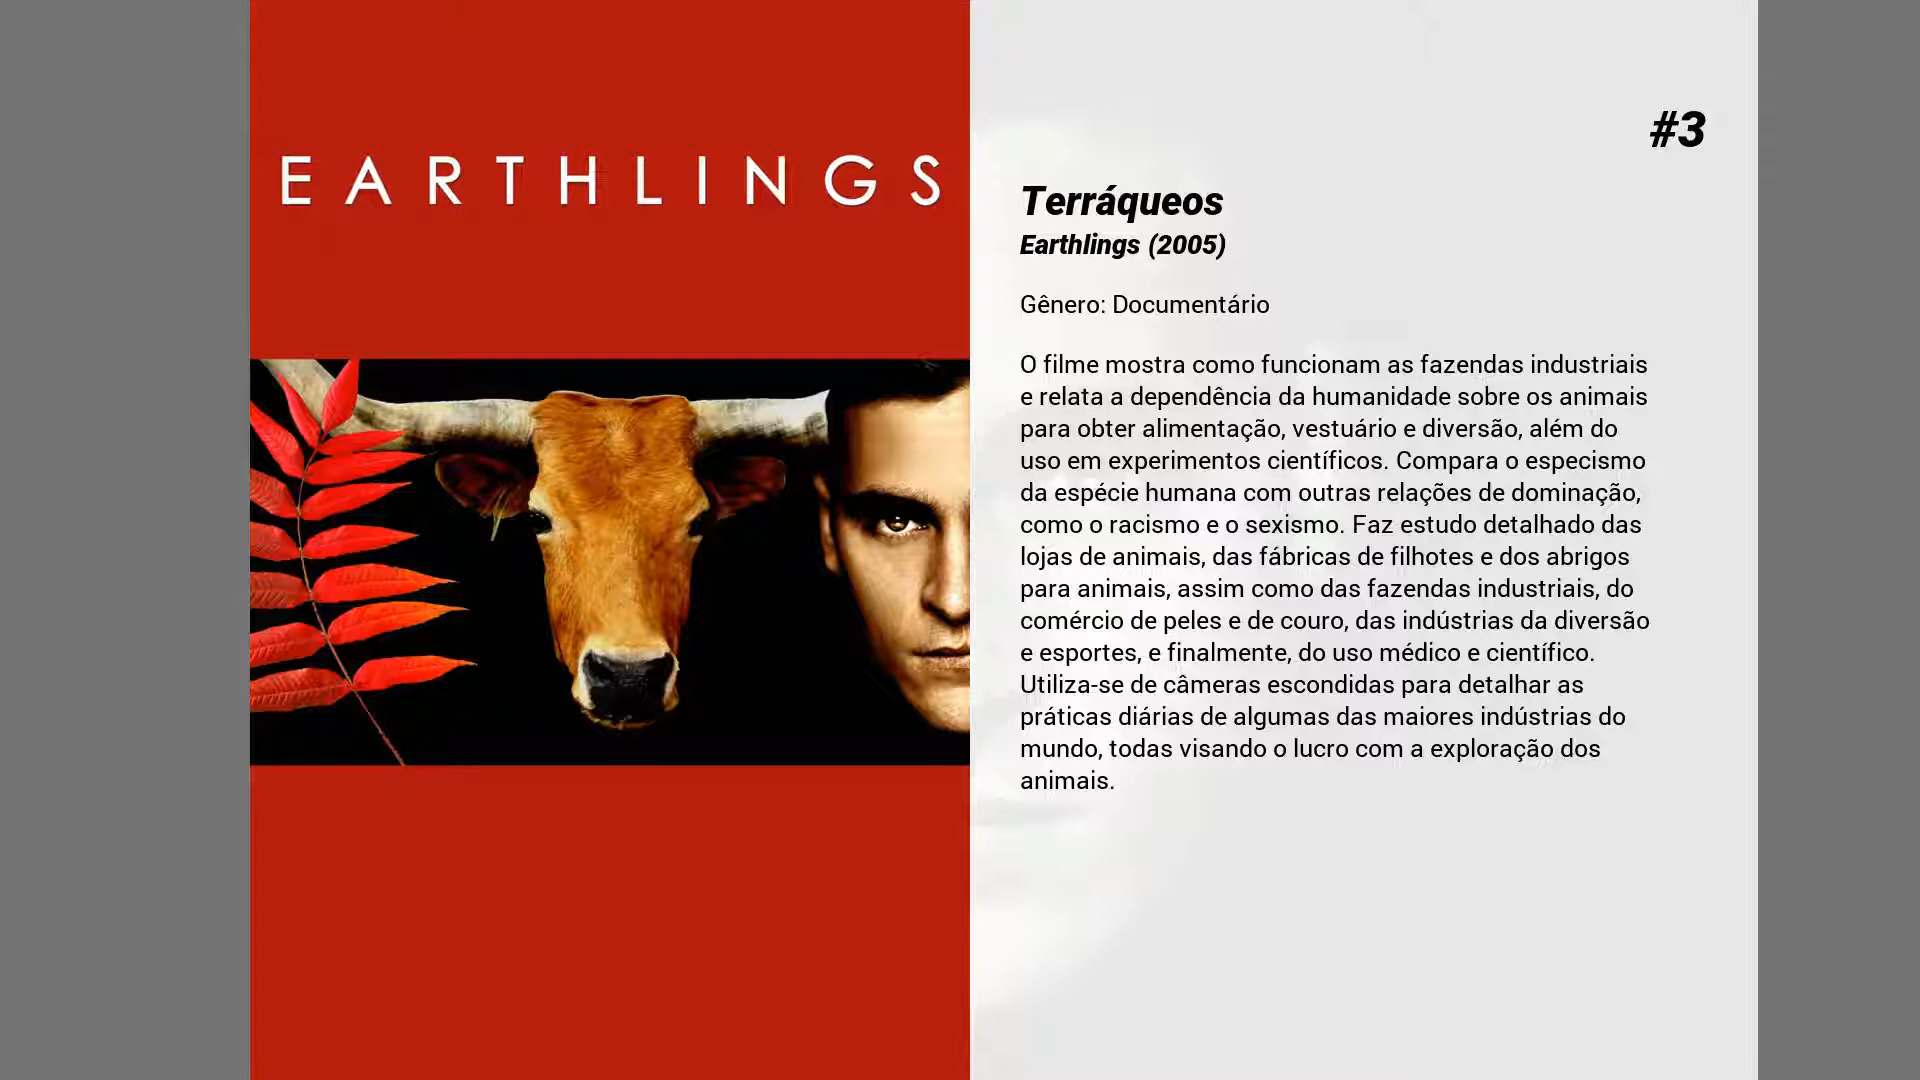 EARTHLINGS
#3
Terráqueos
Earthlings (2005)
Gênero: Documentário
O filme mostra como funcionam as fazendas industriais
e relata a dependência da humanidade sobre os animais
para obter alimentação, vestuário e diversão, além do
uso em experimentos científicos. Compara o especismo
da espécie humana com outras relações de dominação,
como o racismo e o sexismo. Faz estudo detalhado das
lojas de animais, das fábricas de filhotes e dos abrigos
para animais, assim como das fazendas industriais, do
comércio de peles e de couro, das indústrias da diversão
e esportes, e finalmente, do uso médico e científico.
Utiliza-se de câmeras escondidas para detalhar as
práticas diárias de algumas das maiores indústrias do
mundo, todas visando o lucro com a exploração dos
animais.